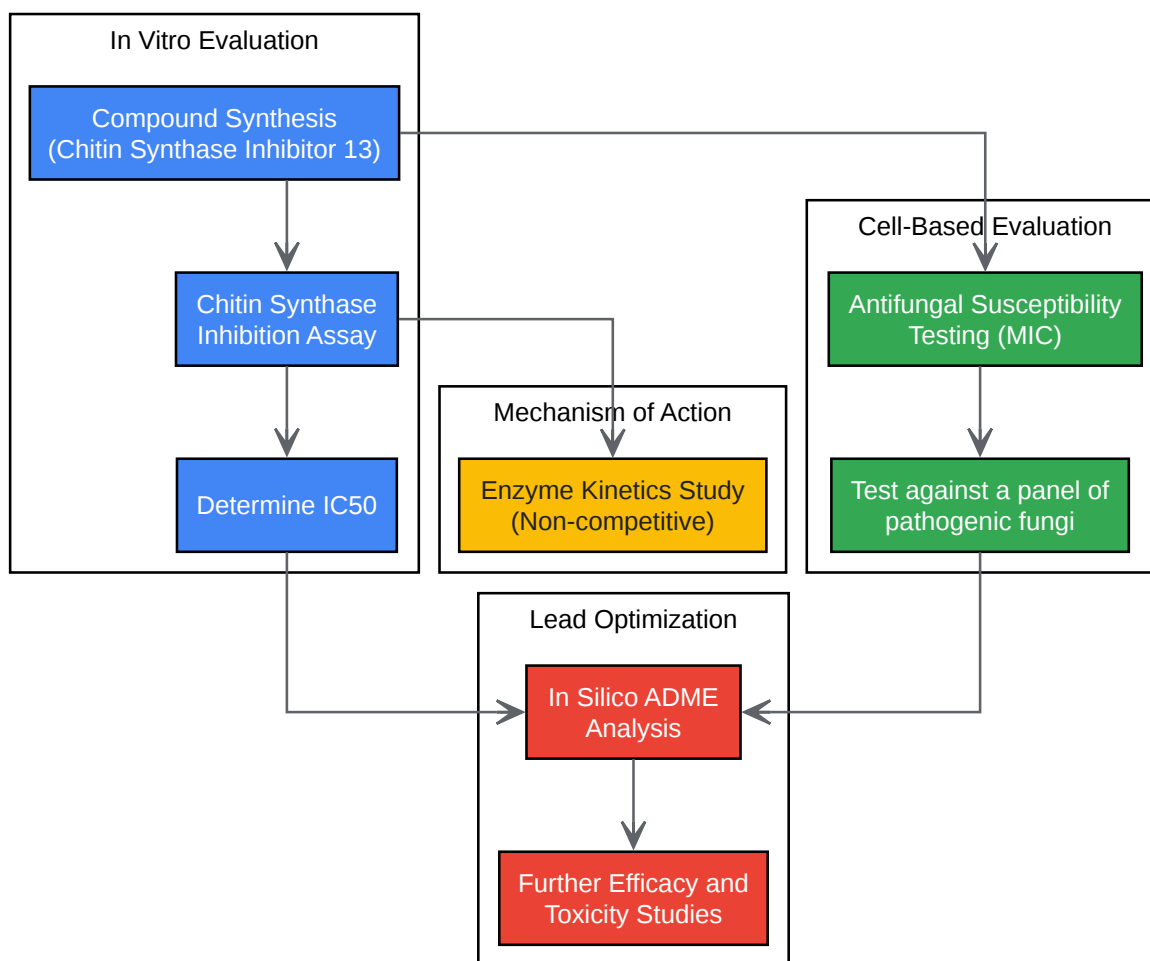 In Vitro Evaluation
Compound Synthesis
(Chitin Synthase Inhibitor 13)
Chitin Synthase
Inhibition Assay
Determine IC50
Mechanism of Action
Enzyme Kinetics Study
(Non-competitive)
Cell-Based Evaluation
Antifungal Susceptibility
Testing (MIC)
Test against a panel of
pathogenic fungi
Lead Optimization
In Silico ADME
Analysis
Further Efficacy and
Toxicity Studies